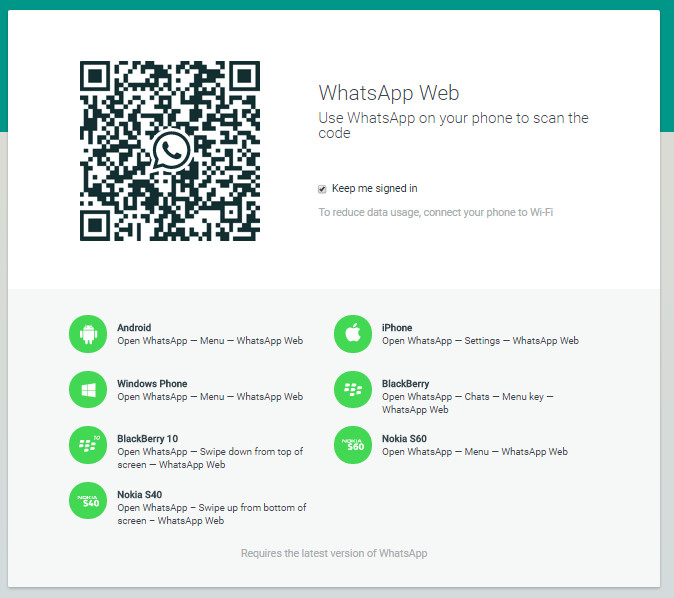 WhatsApp Web
Use WhatsApp on your phone to scan the
code
Keep me signed in
To reduce data usage, connect your phone to Wi-Fi
Android
Open WhatsApp — Menu — WhatsApp Web
iPhone
Open WhatsApp — Settings — WhatsApp Web
Windows Phone
Open WhatsApp — Menu — WhatsApp Web
BlackBerry
Open WhatsApp — Chats — Menu key —
WhatsApp Web
10
BlackBerry 10
Open WhatsApp — Swipe down from top of
screen — WhatsApp Web
NOKIA
S60
Nokia S60
Open WhatsApp — Menu — WhatsApp Web
NOKIA
S40
Nokia S40
Open WhatsApp – Swipe up from bottom of
screen – WhatsApp Web
Requires the latest version of WhatsApp